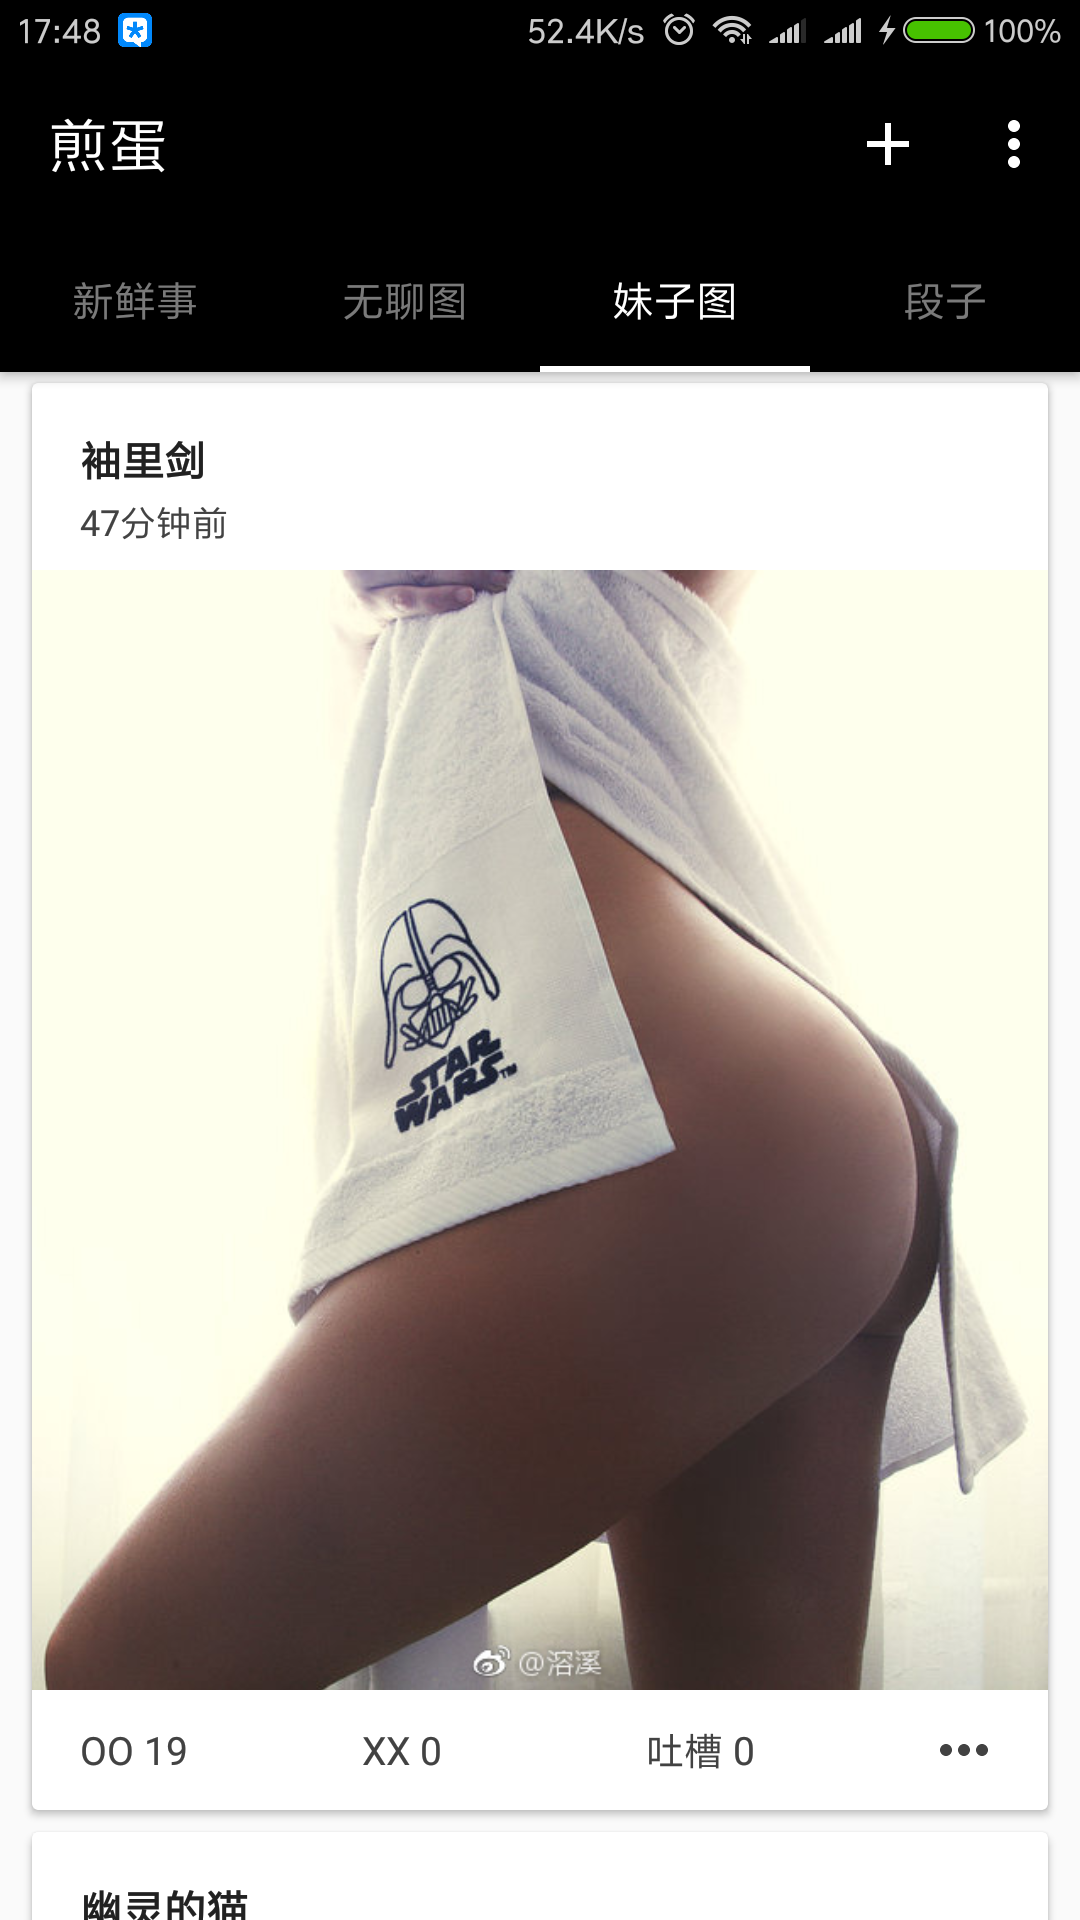 17:48 52.4K/s 100%
煎蛋
新鲜事 无聊图 妹子图 段子
袖里剑
47分钟前
STAR
WARS™
@溶溪
OO 19 XX 0 吐槽 0
幽灵的猫